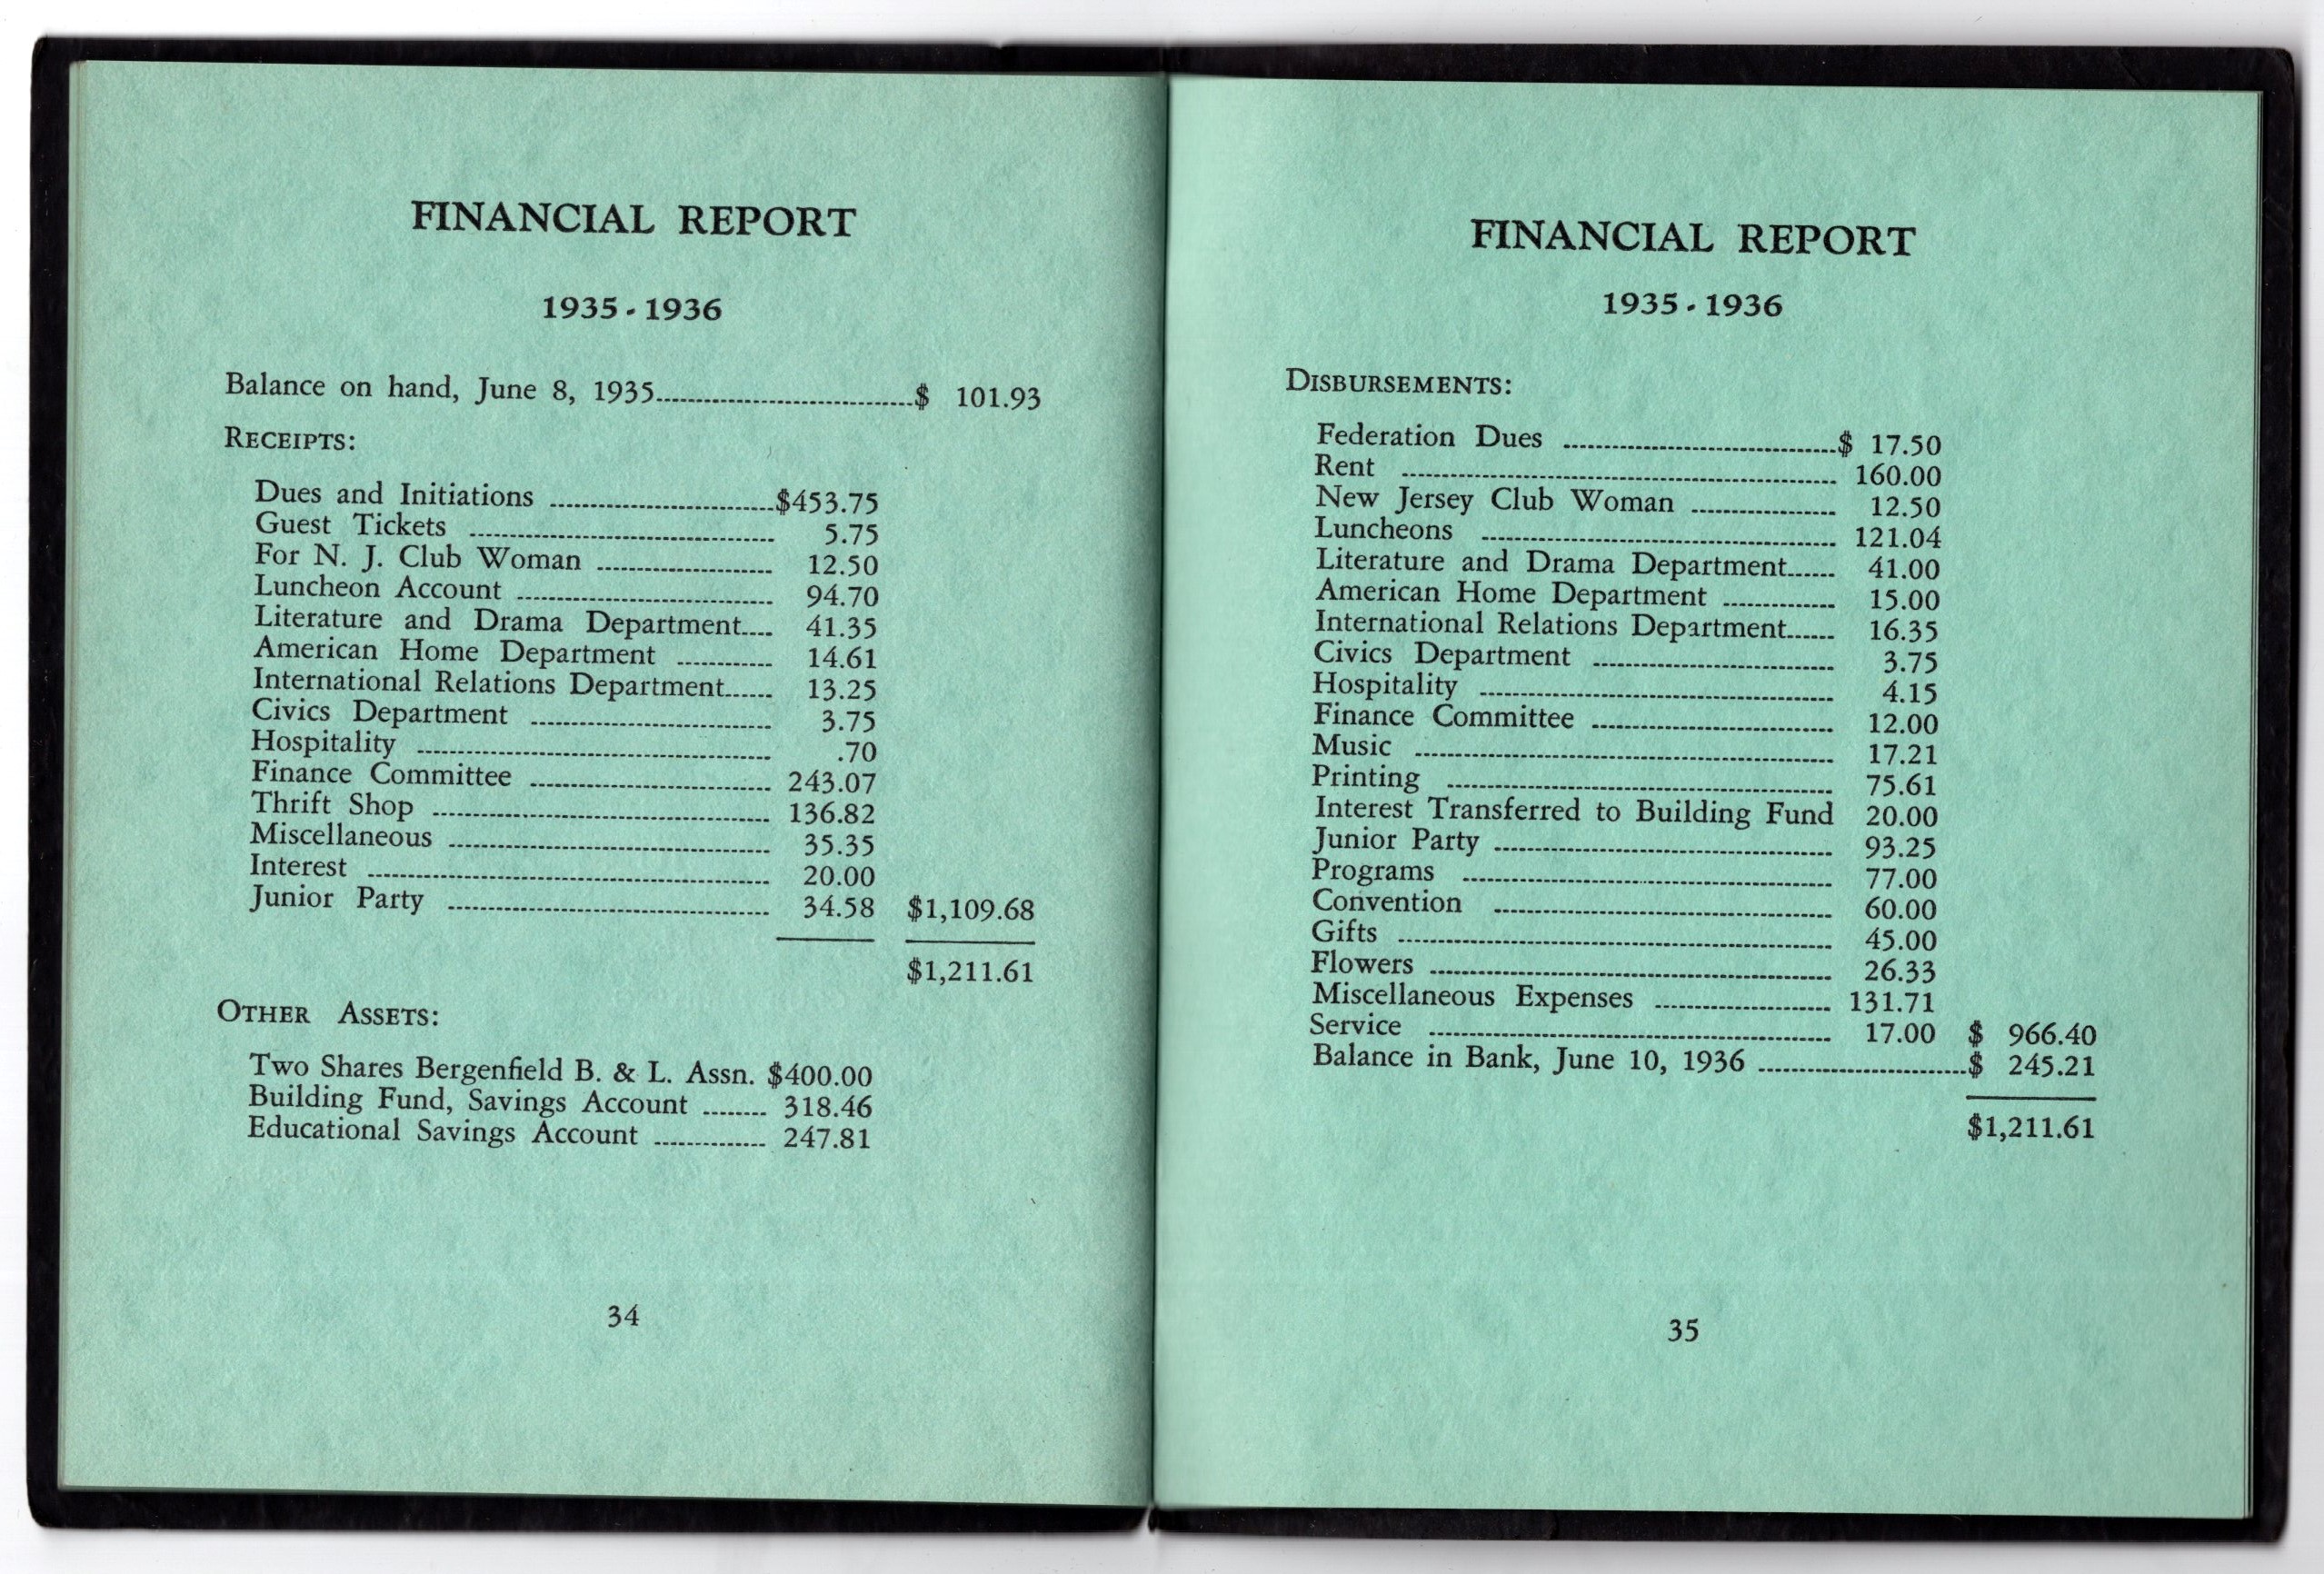 FINANCIAL REPORT
1935-1936
Balance on hand, June 8, 1935 $ 101.93
RECEIPTS:
Dues and Initiations $453.75
Guest Tickets 5.75
For N. J. Club Woman 12.50
Luncheon Account 94.70
Literature and Drama Department 41.35
American Home Department 14.61
International Relations Department 13.25
Civics Department 3.75
Hospitality .70
Finance Committee 243.07
Thrift Shop 136.82
Miscellaneous 35.35
Interest 20.00
Junior Party 34.58 $1,109.68
$1,211.61
OTHER ASSETS:
Two Shares Bergenfield B. & L. Assn. $400.00
Building Fund, Savings Account 318.46
Educational Savings Account 247.81
34
FINANCIAL REPORT
1935-1936
DISBURSEMENTS:
Federation Dues $ 17.50
Rent 160.00
New Jersey Club Woman 12.50
Luncheons 121.04
Literature and Drama Department 41.00
American Home Department 15.00
International Relations Department 16.35
Civics Department 3.75
Hospitality 4.15
Finance Committee 12.00
Music 17.21
Printing 75.61
Interest Transferred to Building Fund 20.00
Junior Party 93.25
Programs 77.00
Convention 60.00
Gifts 45.00
Flowers 26.33
Miscellaneous Expenses 131.71
Service 17.00 $ 966.40
Balance in Bank, June 10, 1936 $ 245.21
$1,211.61
35